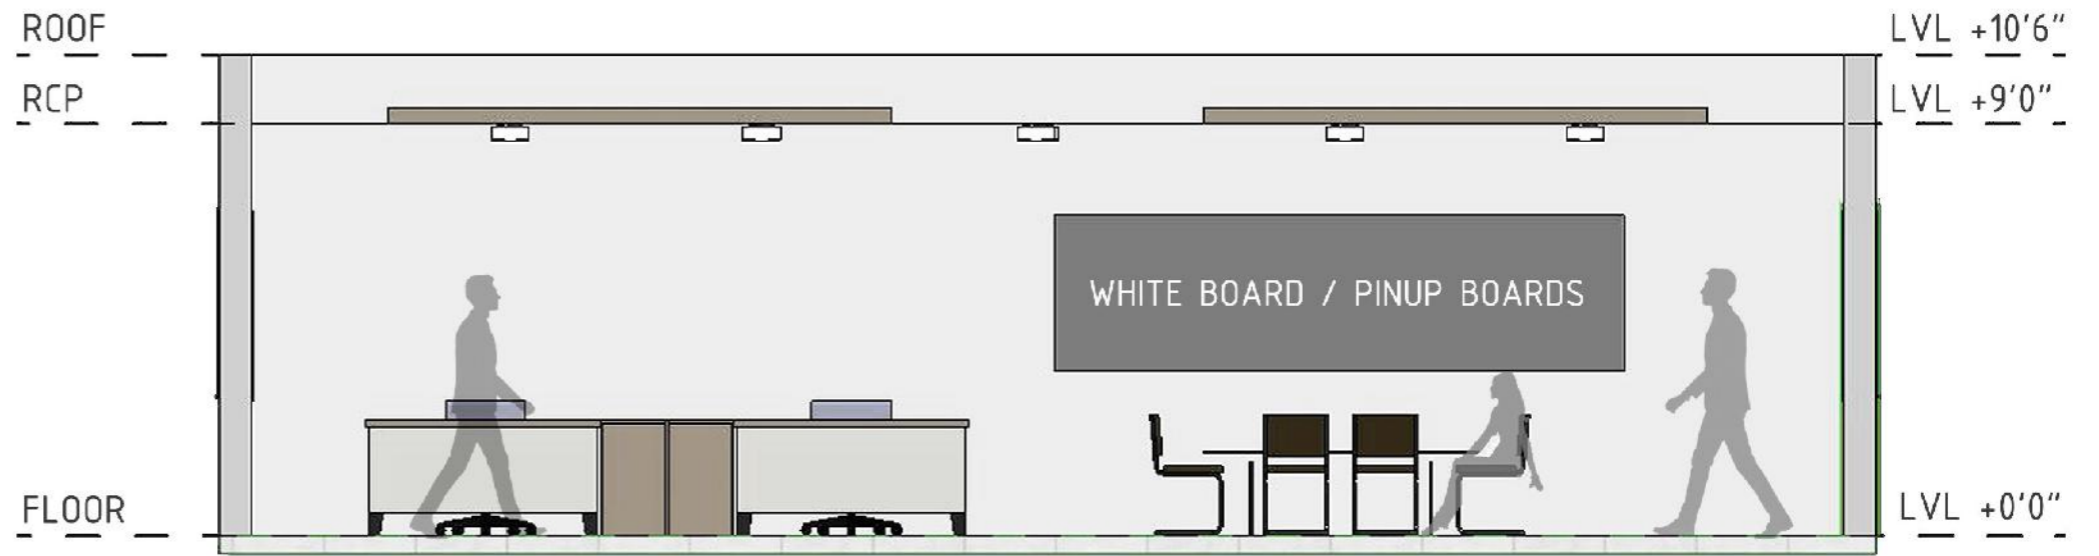 ROOF
LVL +10'6"
RCP
LVL +9'0"
WHITE BOARD / PINUP BOARDS
FLOOR
LVL +0'0"